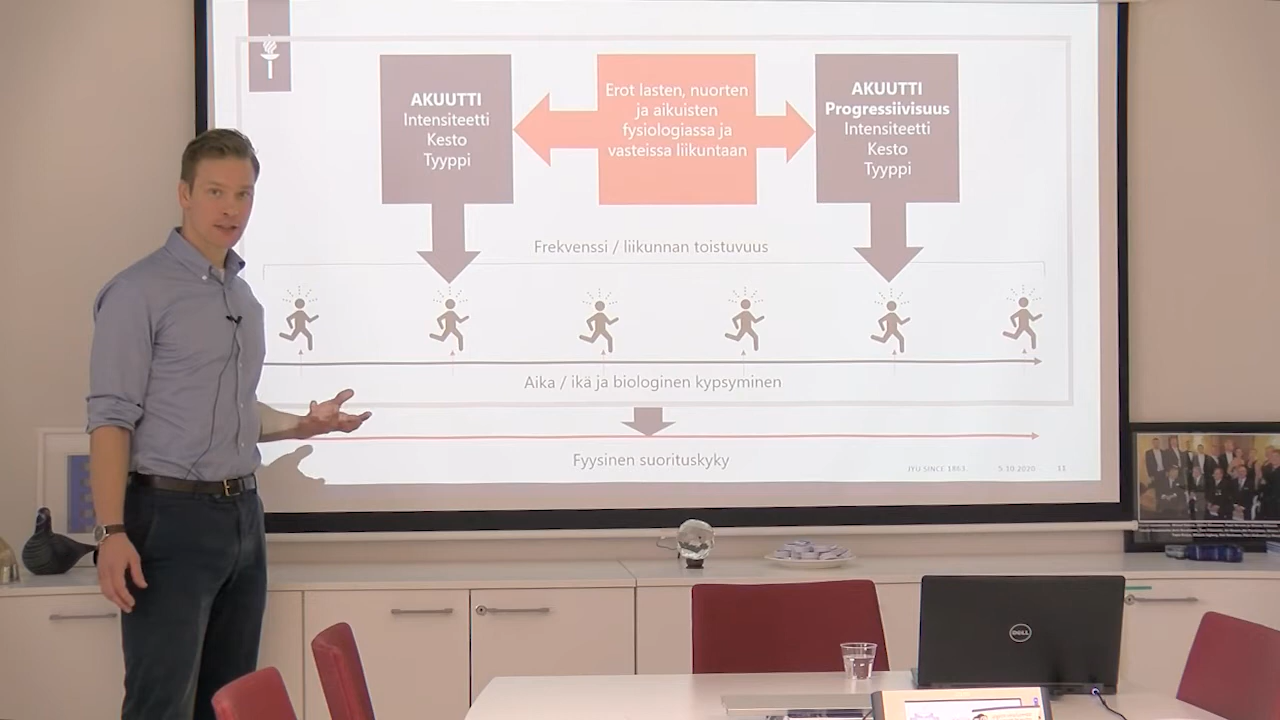 AKUUTTI
Intensiteetti
Kesto
Tyyppi
Erot lasten, nuorten
ja aikuisten
fysiologiassa ja
vasteissa liikuntaan
AKUUTTI
Progressiivisuus
Intensiteetti
Kesto
Tyyppi
Frekvenssi / liikunnan toistuvuus
Aika / ikä ja biologinen kypsyminen
Fyysinen suorituskyky
JYU SINCE 1863.
5.10.2020
11
DELL